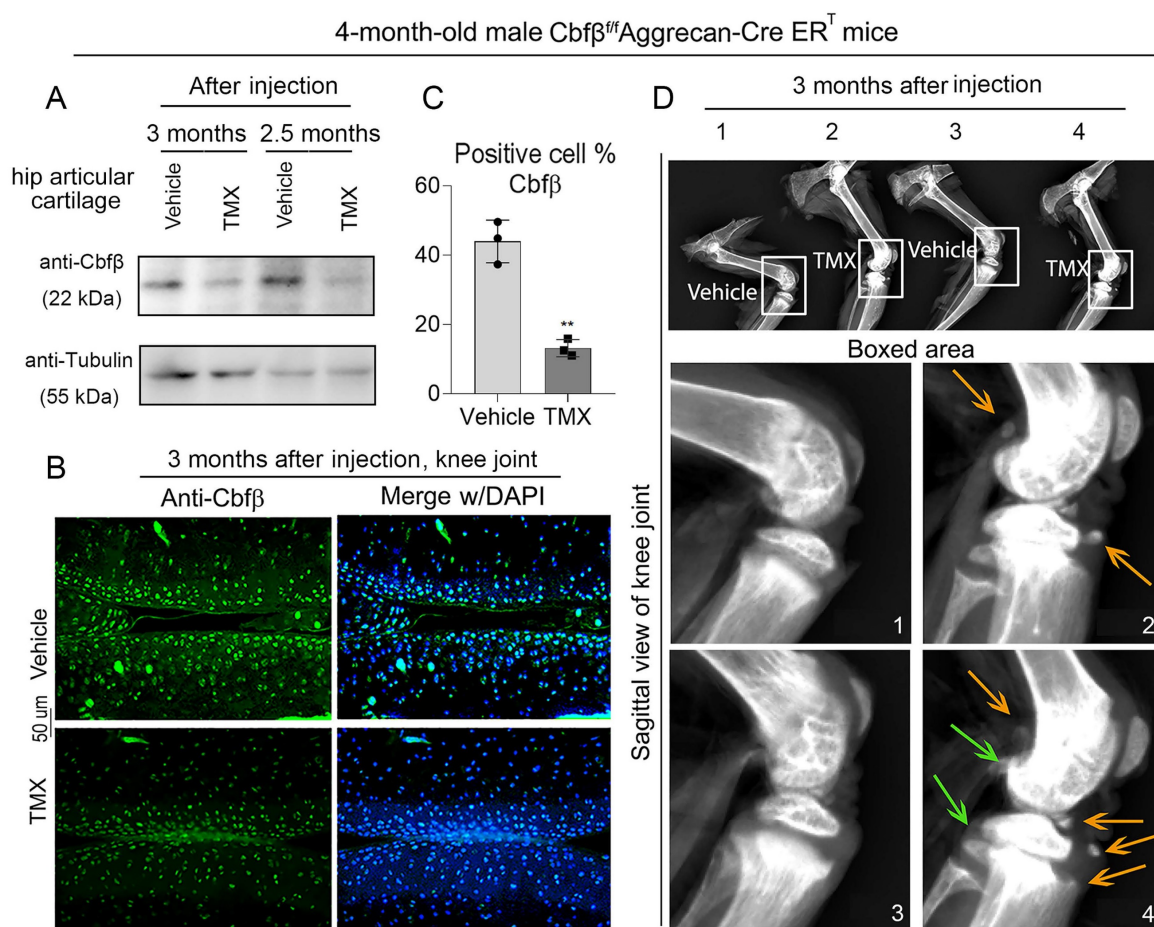 4-month-old male Cbfβf/fAggrecan-Cre ERT mice
A
After injection
3 months 2.5 months
hip articular
cartilage
Vehicle
TMX
Vehicle
TMX
anti-Cbfβ
(22 kDa)
anti-Tubulin
(55 kDa)
C
Positive cell %
Cbfβ
60
40
20
0
**
Vehicle TMX
B
3 months after injection, knee joint
Anti-Cbfβ Merge w/DAPI
Vehicle
50 um
TMX
D
3 months after injection
1 2 3 4
Vehicle
TMX
Vehicle
TMX
Boxed area
Sagittal view of knee joint
1
2
3
4